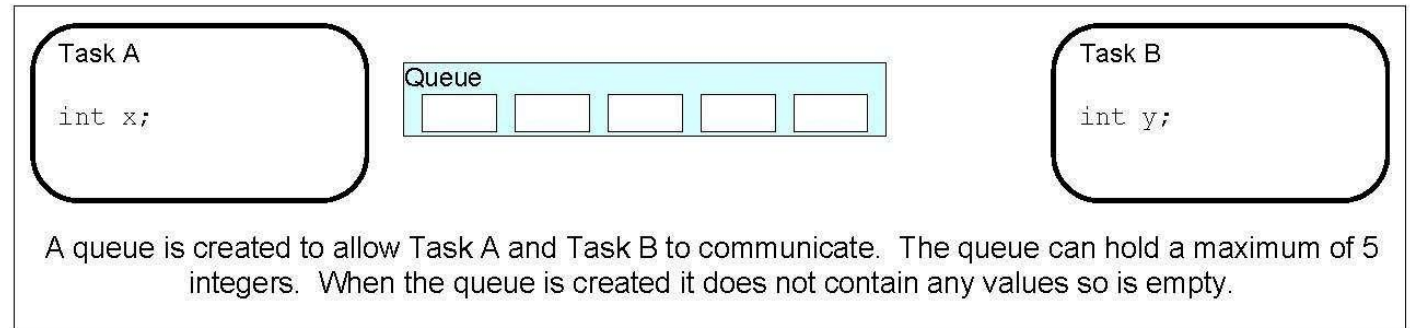 Task A
int x;
Queue
Task B
int y;
A queue is created to allow Task A and Task B to communicate. The queue can hold a maximum of 5
integers. When the queue is created it does not contain any values so is empty.